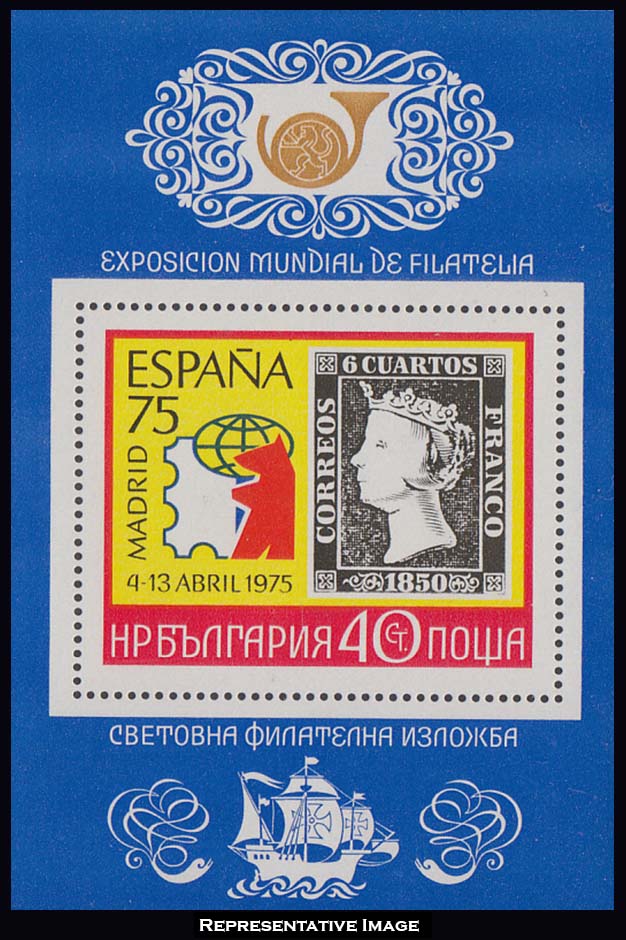 EXPOSICION MUNDIAL DE FILATELIA
ESPAÑA
75
MADRID
4-13 ABRIL 1975
6 CUARTOS
CORREOS
FRANCO
1850
НР БЪЛГАРИЯ 40 СТ. ПОЩА
СВЕТОВНА ФИЛАТЕЛНА ИЗЛОЖБА
REPRESENTATIVE IMAGE